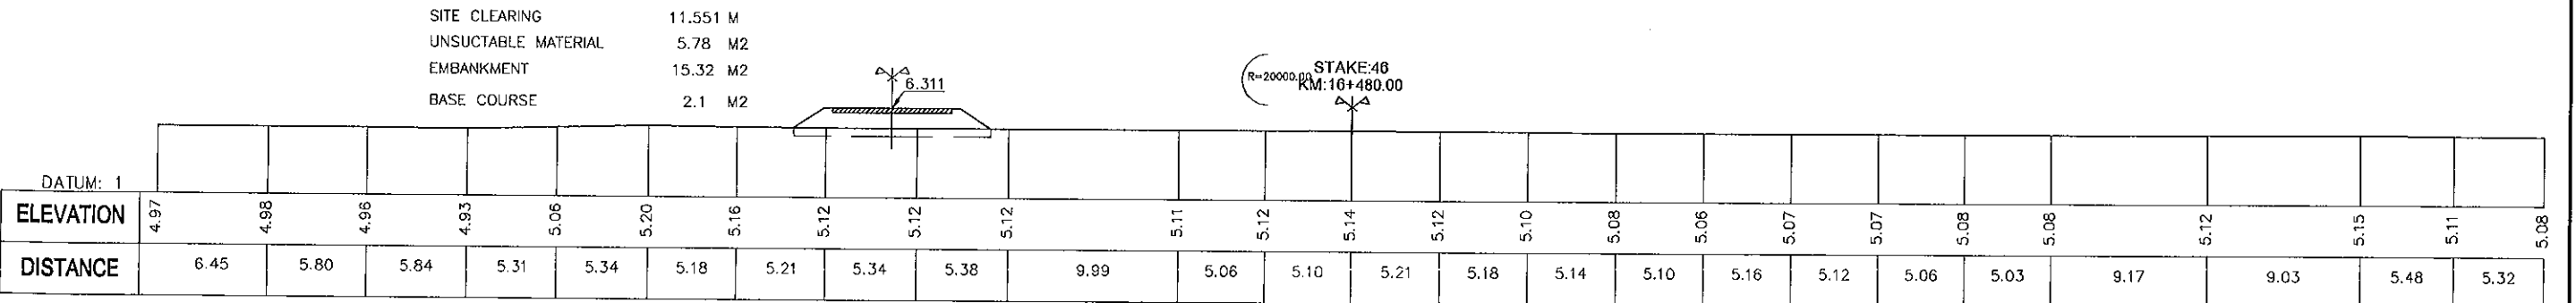 SITE CLEARING 11.551 M
UNSUCTABLE MATERIAL 5.78 M2
EMBANKMENT 15.32 M2
BASE COURSE 2.1 M2
6.311
R=20000.00
STAKE:46
KM:16+480.00
DATUM: 1
ELEVATION 4.97 4.98 4.96 4.93 5.06 5.20 5.16 5.12 5.12 5.12 5.11 5.12 5.14 5.12 5.10 5.08 5.06 5.07 5.07 5.08 5.08 5.12 5.15 5.11 5.08
DISTANCE 6.45 5.80 5.84 5.31 5.34 5.18 5.21 5.34 5.38 9.99 5.06 5.10 5.21 5.18 5.14 5.10 5.16 5.12 5.06 5.03 9.17 9.03 5.48 5.32